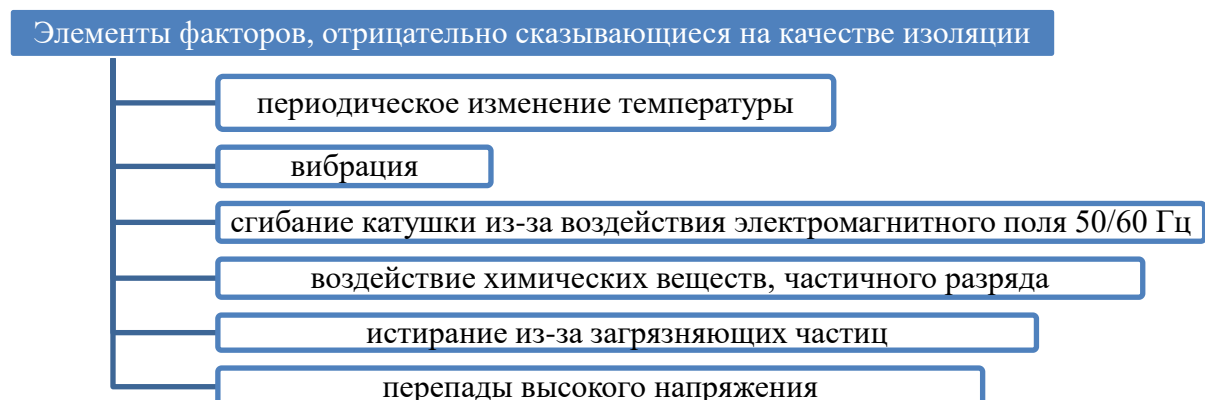 Элементы факторов, отрицательно сказывающиеся на качестве изоляции
периодическое изменение температуры
вибрация
сгибание катушки из-за воздействия электромагнитного поля 50/60 Гц
воздействие химических веществ, частичного разряда
истирание из-за загрязняющих частиц
перепады высокого напряжения